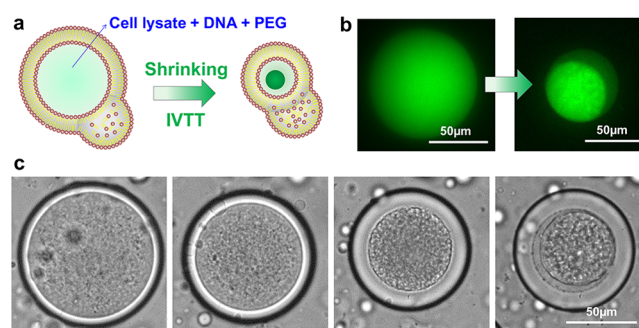 a
Cell lysate + DNA + PEG
Shrinking
IVTT
b
50µm
50µm
c
50µm